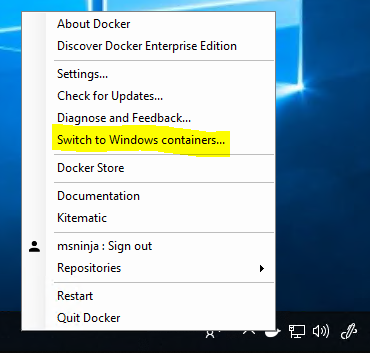 About Docker
Discover Docker Enterprise Edition
Settings...
Check for Updates...
Diagnose and Feedback...
Switch to Windows containers...
Docker Store
Documentation
Kitematic
msninja : Sign out
Repositories
Restart
Quit Docker